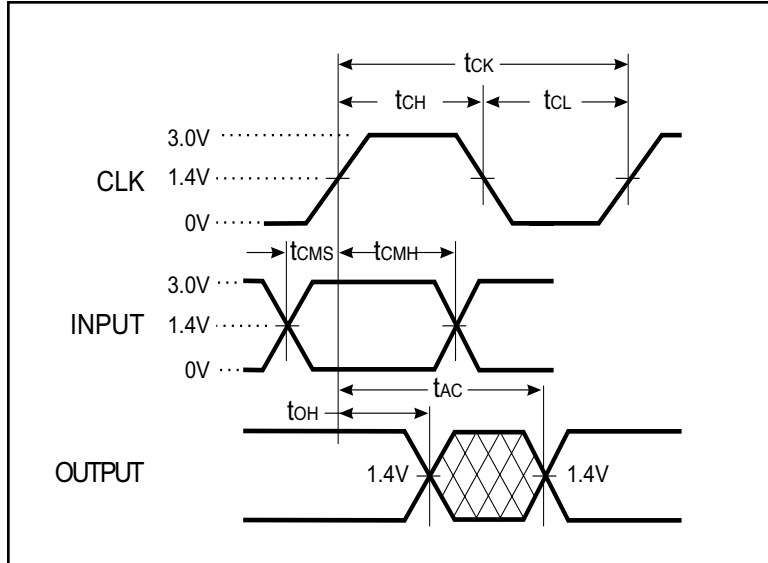 tCK
tCH tCL
3.0V
CLK 1.4V
0V
tCMS tCMH
3.0V
INPUT 1.4V
0V
tAC
tOH
OUTPUT 1.4V 1.4V